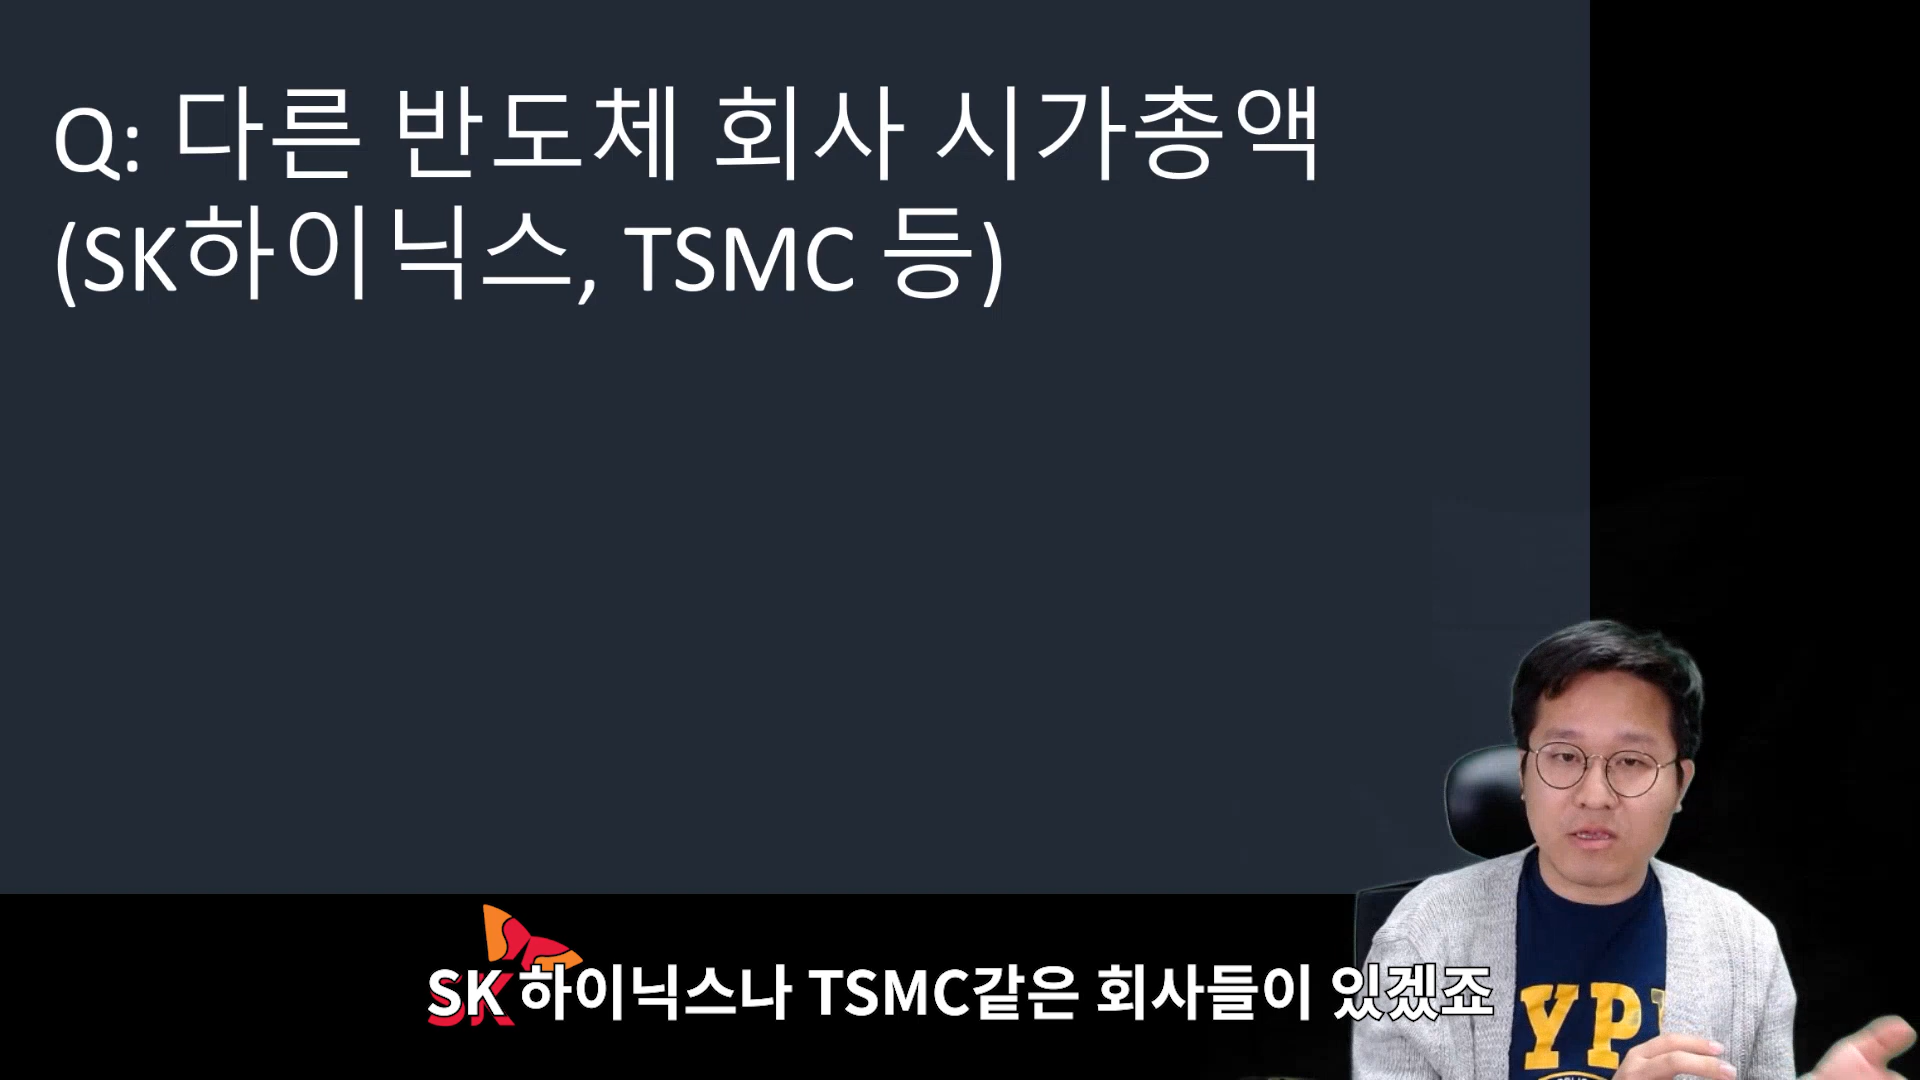 Q: 다른 반도체 회사 시가총액
(SK하이닉스, TSMC 등)
SK 하이닉스나 TSMC같은 회사들이 있겠죠
SK
YP